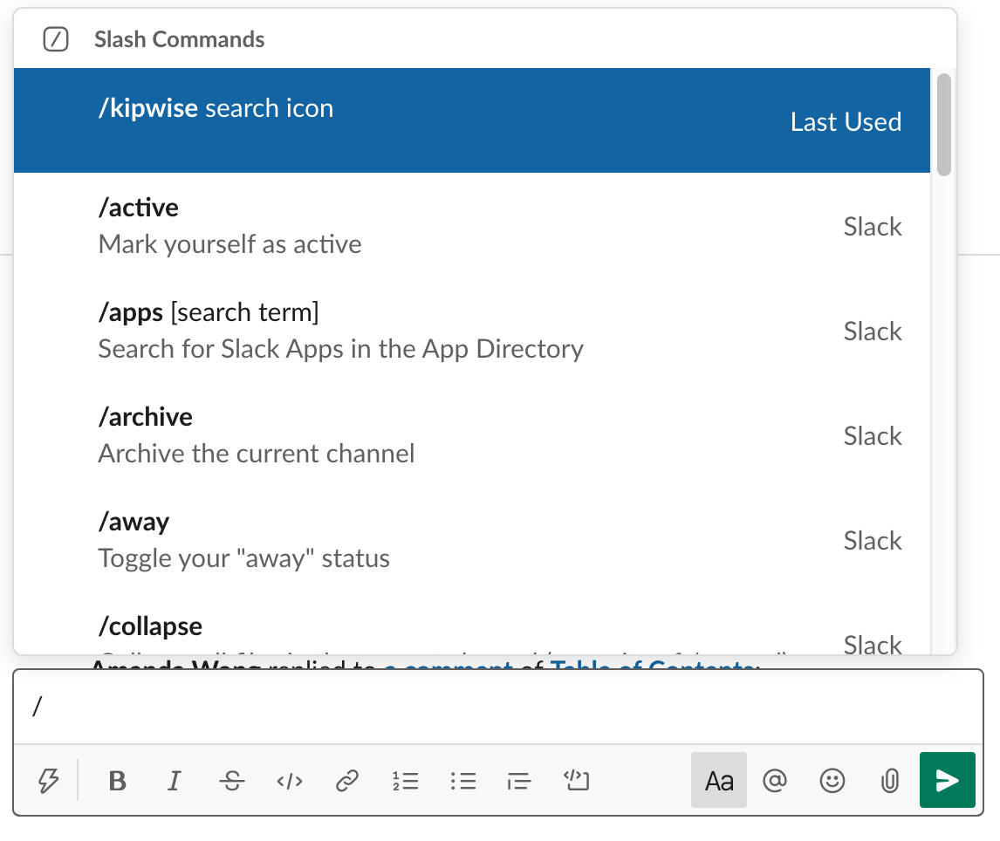 Slash Commands
/kipwise search icon
Last Used
/active
Mark yourself as active
Slack
/apps [search term]
Search for Slack Apps in the App Directory
Slack
/archive
Archive the current channel
Slack
/away
Toggle your "away" status
Slack
/collapse
Slack
Amanda Wong replied to a comment of Table of Contents:
/
B I S </> Aa @